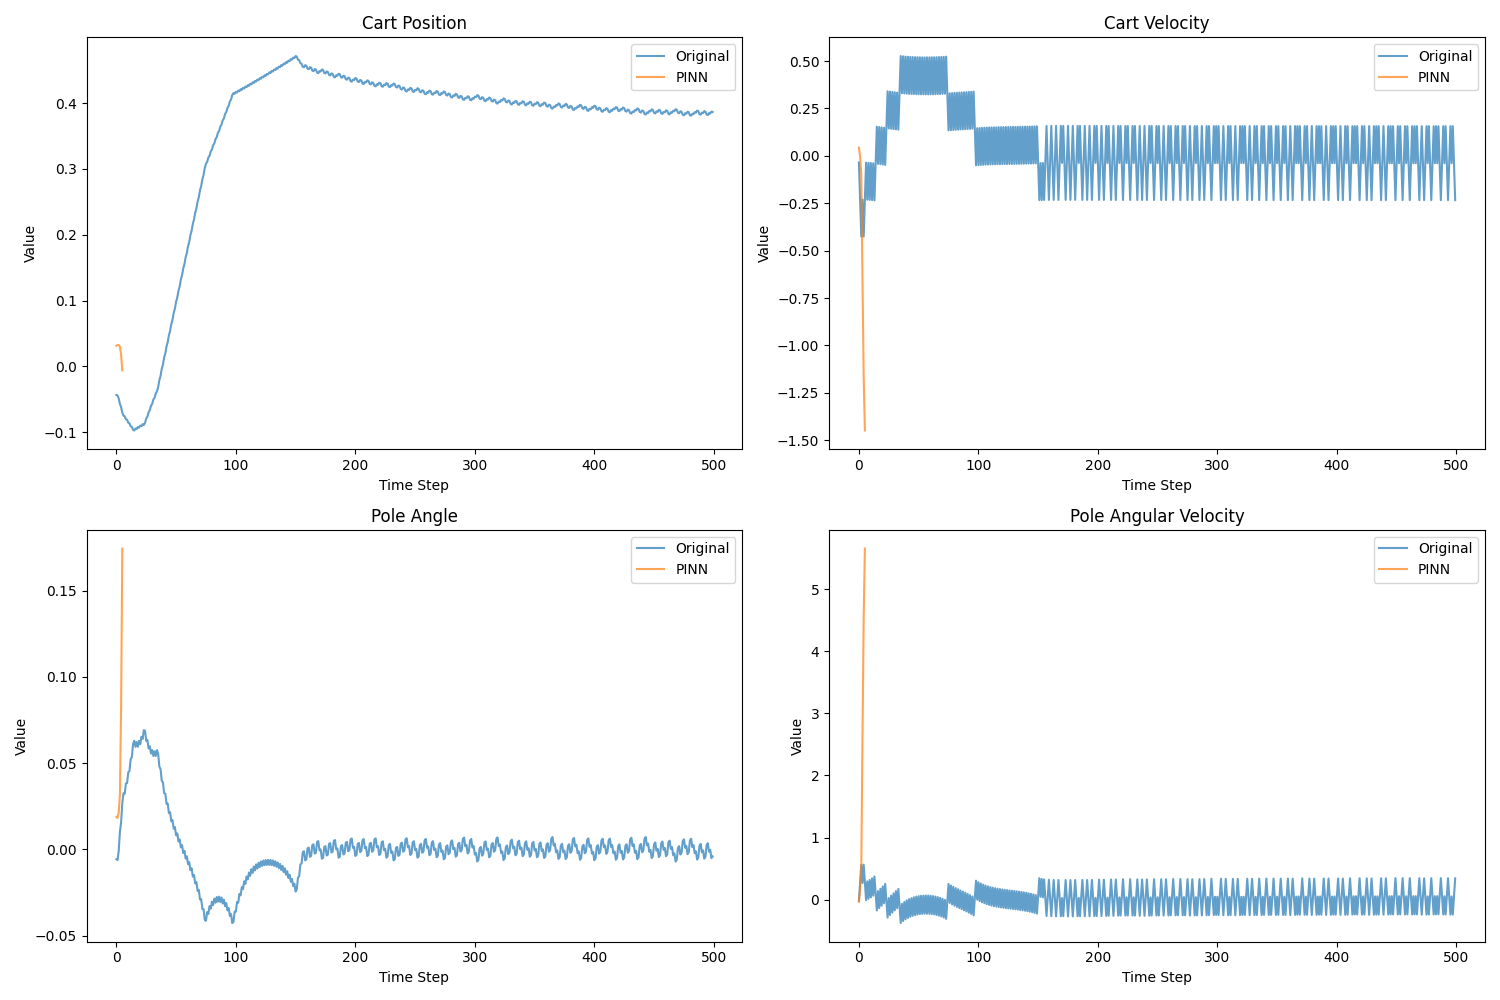 Cart Position
Value
0.4
0.3
0.2
0.1
0.0
−0.1
Original
PINN
0 100 200 300 400 500
Time Step
Cart Velocity
Value
0.50
0.25
0.00
−0.25
−0.50
−0.75
−1.00
−1.25
−1.50
Original
PINN
0 100 200 300 400 500
Time Step
Pole Angle
Value
0.15
0.10
0.05
0.00
−0.05
Original
PINN
0 100 200 300 400 500
Time Step
Pole Angular Velocity
Value
5
4
3
2
1
0
Original
PINN
0 100 200 300 400 500
Time Step